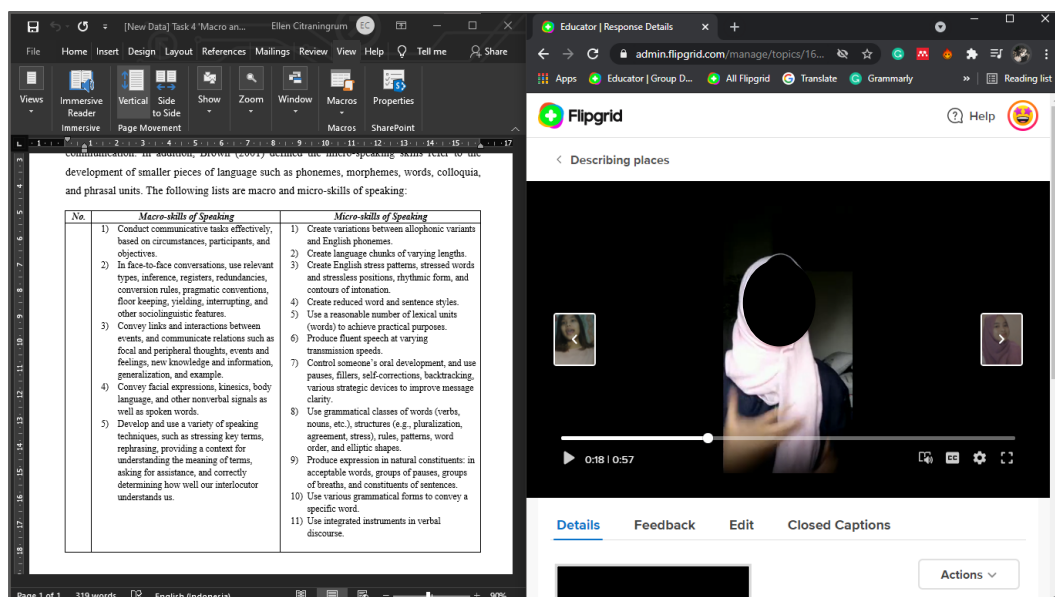 [New Data] Task 4 'Macro an... Ellen Citraningrum EC
File Home Insert Design Layout References Mailings Review View Help Tell me Share
Views Immersive Reader Vertical Side to Side Show Zoom Window Macros Properties
Immersive Page Movement Macros SharePoint
communication. In addition, Brown (2001) defined the micro-speaking skills refer to the
development of smaller pieces of language such as phonemes, morphemes, words, colloquia,
and phrasal units. The following lists are macro and micro-skills of speaking:
No. Macro-skills of Speaking Micro-skills of Speaking
1) Conduct communicative tasks effectively,
based on circumstances, participants, and
objectives.
2) In face-to-face conversations, use relevant
types, inference, registers, redundancies,
conversion rules, pragmatic conventions,
floor keeping, yielding, interrupting, and
other sociolinguistic features.
3) Convey links and interactions between
events, and communicate relations such as
focal and peripheral thoughts, events and
feelings, new knowledge and information,
generalization, and example.
4) Convey facial expressions, kinesics, body
language, and other nonverbal signals as
well as spoken words.
5) Develop and use a variety of speaking
techniques, such as stressing key terms,
rephrasing, providing a context for
understanding the meaning of terms,
asking for assistance, and correctly
determining how well our interlocutor
understands us.
1) Create variations between allophonic variants
and English phonemes.
2) Create language chunks of varying lengths.
3) Create English stress patterns, stressed words
and stressless positions, rhythmic form, and
contours of intonation.
4) Create reduced word and sentence styles.
5) Use a reasonable number of lexical units
(words) to achieve practical purposes.
6) Produce fluent speech at varying
transmission speeds.
7) Control someone's oral development, and use
pauses, fillers, self-corrections, backtracking,
various strategic devices to improve message
clarity.
8) Use grammatical classes of words (verbs,
nouns, etc.), structures (e.g., pluralization,
agreement, stress), rules, patterns, word
order, and elliptic shapes.
9) Produce expression in natural constituents: in
acceptable words, groups of pauses, groups
of breaths, and constituents of sentences.
10) Use various grammatical forms to convey a
specific word.
11) Use integrated instruments in verbal
discourse.
Page 1 of 1 319 words English (Indonesia) 90%
Educator | Response Details
admin.flipgrid.com/manage/topics/16...
Apps Educator | Group D... All Flipgrid Translate Grammarly » Reading list
Flipgrid Help
Describing places
0:18 | 0:57 CC
Details Feedback Edit Closed Captions
Actions